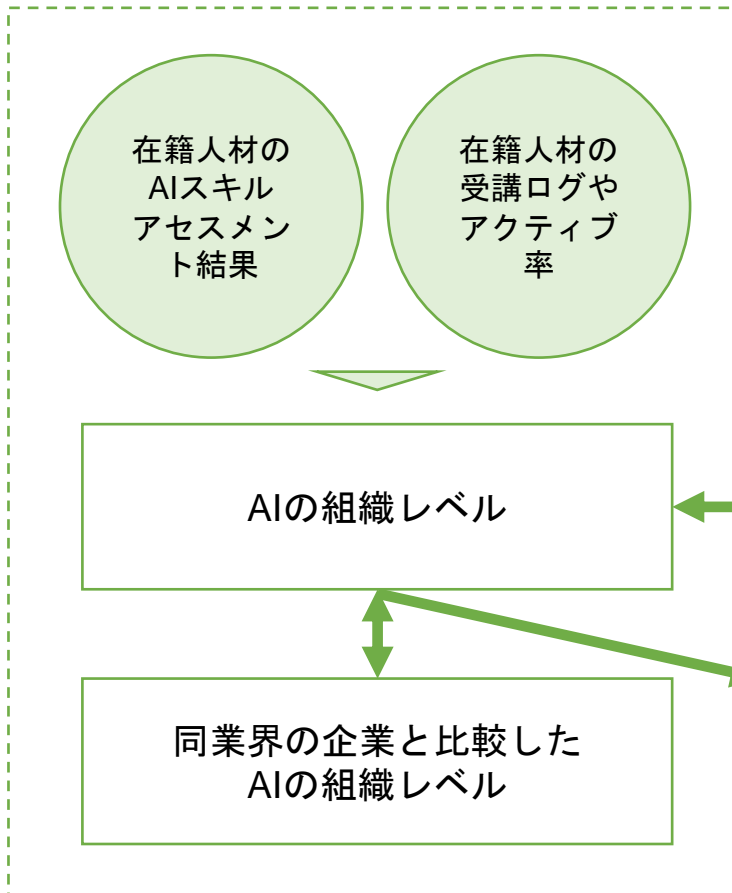 在籍人材の
AIスキル
アセスメン
ト結果
在籍人材の
受講ログや
アクティブ
率
AIの組織レベル
同業界の企業と比較した
AIの組織レベル